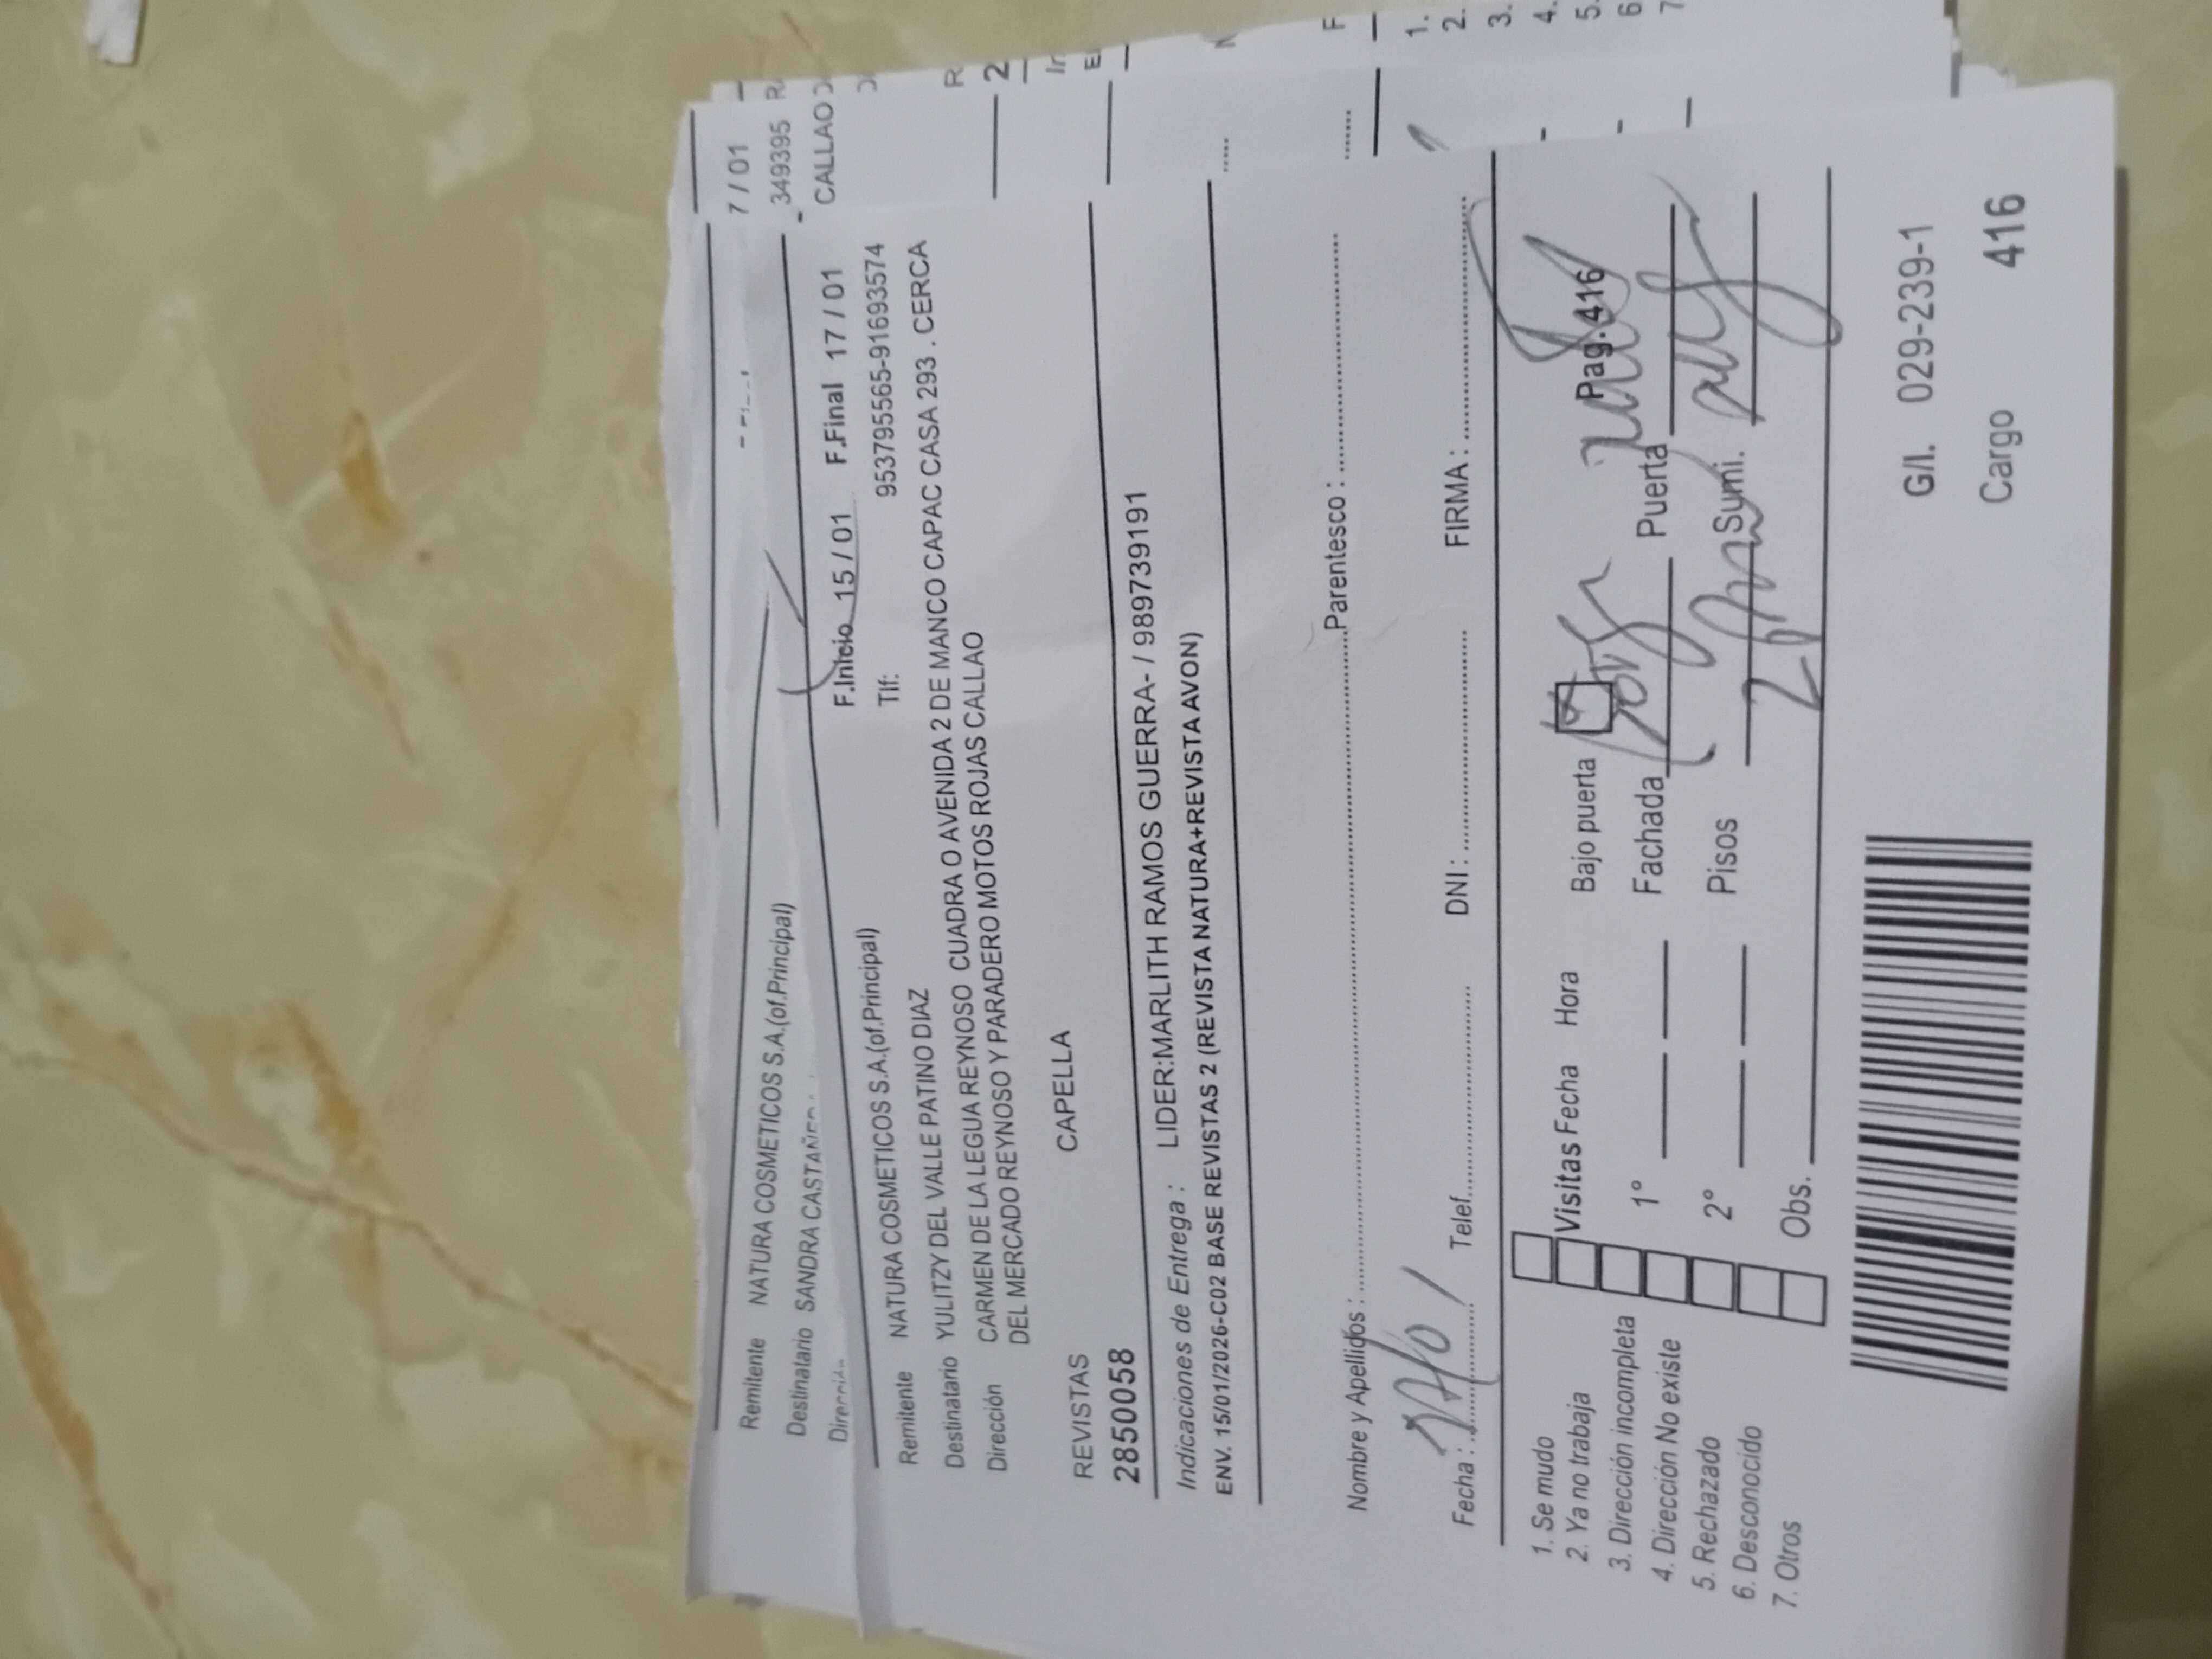 7 / 01
Remitente NATURA COSMETICOS S.A.(of.Principal)
349395
Destinatario SANDRA CASTAÑED
CALLAO
F.Inicio 15 / 01 F.Final 17 / 01
Remitente NATURA COSMETICOS S.A.(of.Principal) Tlf: 953795565-916935 74
Destinatario YULITZY DEL VALLE PATINO DIAZ
Dirección CARMEN DE LA LEGUA REYNOSO CUADRA O AVENIDA 2 DE MANCO CAPAC CASA 293 . CERCA
DEL MERCADO REYNOSO Y PARADERO MOTOS ROJAS CALLAO
REVISTAS CAPELLA
2850058
Indicaciones de Entrega : LIDER:MARLITH RAMOS GUERRA- / 989739191
ENV. 15/01/2026-C02 BASE REVISTAS 2 (REVISTA NATURA+REVISTA AVON)
Nombre y Apellidos : Parentesco :
Fecha : Telef. DNI : FIRMA :
1. Se mudo
2. Ya no trabaja
3. Dirección incompleta
4. Dirección No existe
5. Rechazado
6. Desconocido
7. Otros
Visitas Fecha Hora Bajo puerta Pag. 416
1° Fachada Puerta
2° Pisos Sumi.
Obs.
G/l. 029-239-1
Cargo 416